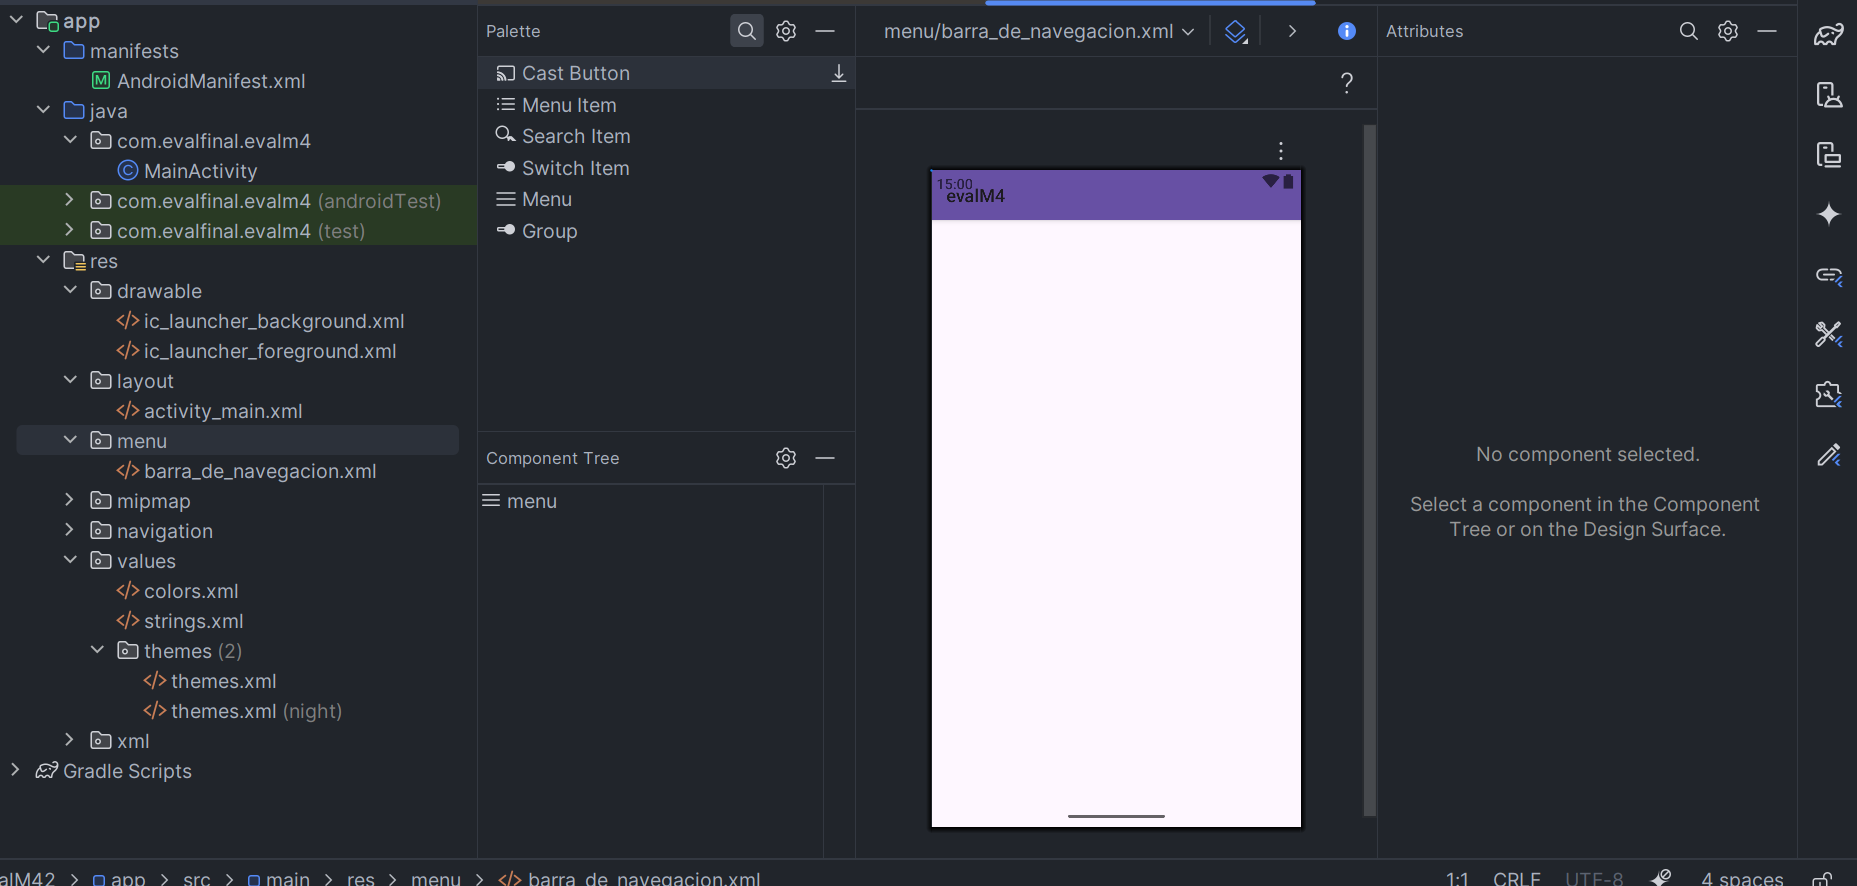 app
manifests
AndroidManifest.xml
java
com.evalfinal.evalm4
MainActivity
com.evalfinal.evalm4 (androidTest)
com.evalfinal.evalm4 (test)
res
drawable
ic_launcher_background.xml
ic_launcher_foreground.xml
layout
activity_main.xml
menu
barra_de_navegacion.xml
mipmap
navigation
values
colors.xml
strings.xml
themes (2)
themes.xml
themes.xml (night)
xml
Gradle Scripts
Palette
Cast Button
Menu Item
Search Item
Switch Item
Menu
Group
Component Tree
menu
menu/barra_de_navegacion.xml
?
15:00
evalM4
Attributes
No component selected.
Select a component in the Component
Tree or on the Design Surface.
alM42 > app > src > main > res > menu > barra_de_navegacion.xml
1:1 CRLF UTF-8 4 spaces